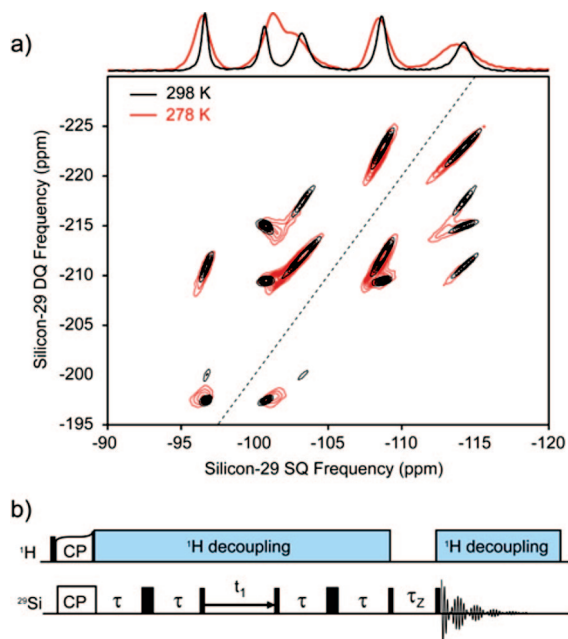 a)
298 K
278 K
Silicon-29 DQ Frequency (ppm)
-225
-220
-215
-210
-205
-200
-195
-90 -95 -100 -105 -110 -115 -120
Silicon-29 SQ Frequency (ppm)
b)
¹H CP ¹H decoupling ¹H decoupling
²⁹Si CP τ τ t₁ τ τ τ_Z